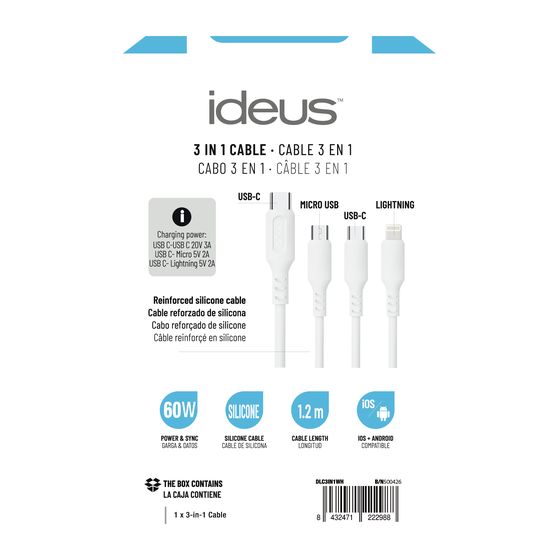 ideus™
3 IN 1 CABLE · CABLE 3 EN 1
CABO 3 EN 1 · CÂBLE 3 EN 1
USB-C
MICRO USB
USB-C
LIGHTNING
i
Charging power:
USB C-USB C 20V 3A
USB C- Micro 5V 2A
USB C- Lightning 5V 2A
Reinforced silicone cable
Cable reforzado de silicona
Cabo reforçado de silicone
Câble reinforçé en silicone
60W
POWER & SYNC
CARGA & DATOS
SILICONE
SILICONE CABLE
CABLE DE SILICONA
1.2 m
CABLE LENGTH
LONGITUD
iOS
iOS + ANDROID
COMPATIBLE
THE BOX CONTAINS
LA CAJA CONTIENE
1 x 3-in-1 Cable
DLC3IN1WH
B/N500426
8 432471 222988